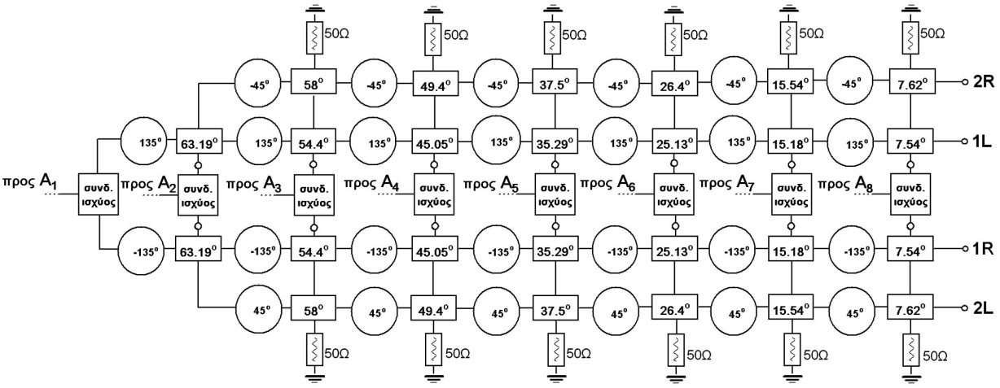 50Ω 50Ω 50Ω 50Ω 50Ω 50Ω
-45° 58° -45° 49.4° -45° 37.5° -45° 26.4° -45° 15.54° -45° 7.62° 2R
135° 63.19° 135° 54.4° 135° 45.05° 135° 35.29° 135° 25.13° 135° 15.18° 135° 7.54° 1L
προς A1 συνδ. ισχύος προς A2 συνδ. ισχύος προς A3 συνδ. ισχύος προς A4 συνδ. ισχύος προς A5 συνδ. ισχύος προς A6 συνδ. ισχύος προς A7 συνδ. ισχύος προς A8 συνδ. ισχύος
-135° 63.19° -135° 54.4° -135° 45.05° -135° 35.29° -135° 25.13° -135° 15.18° -135° 7.54° 1R
45° 58° 45° 49.4° 45° 37.5° 45° 26.4° 45° 15.54° 45° 7.62° 2L
50Ω 50Ω 50Ω 50Ω 50Ω 50Ω